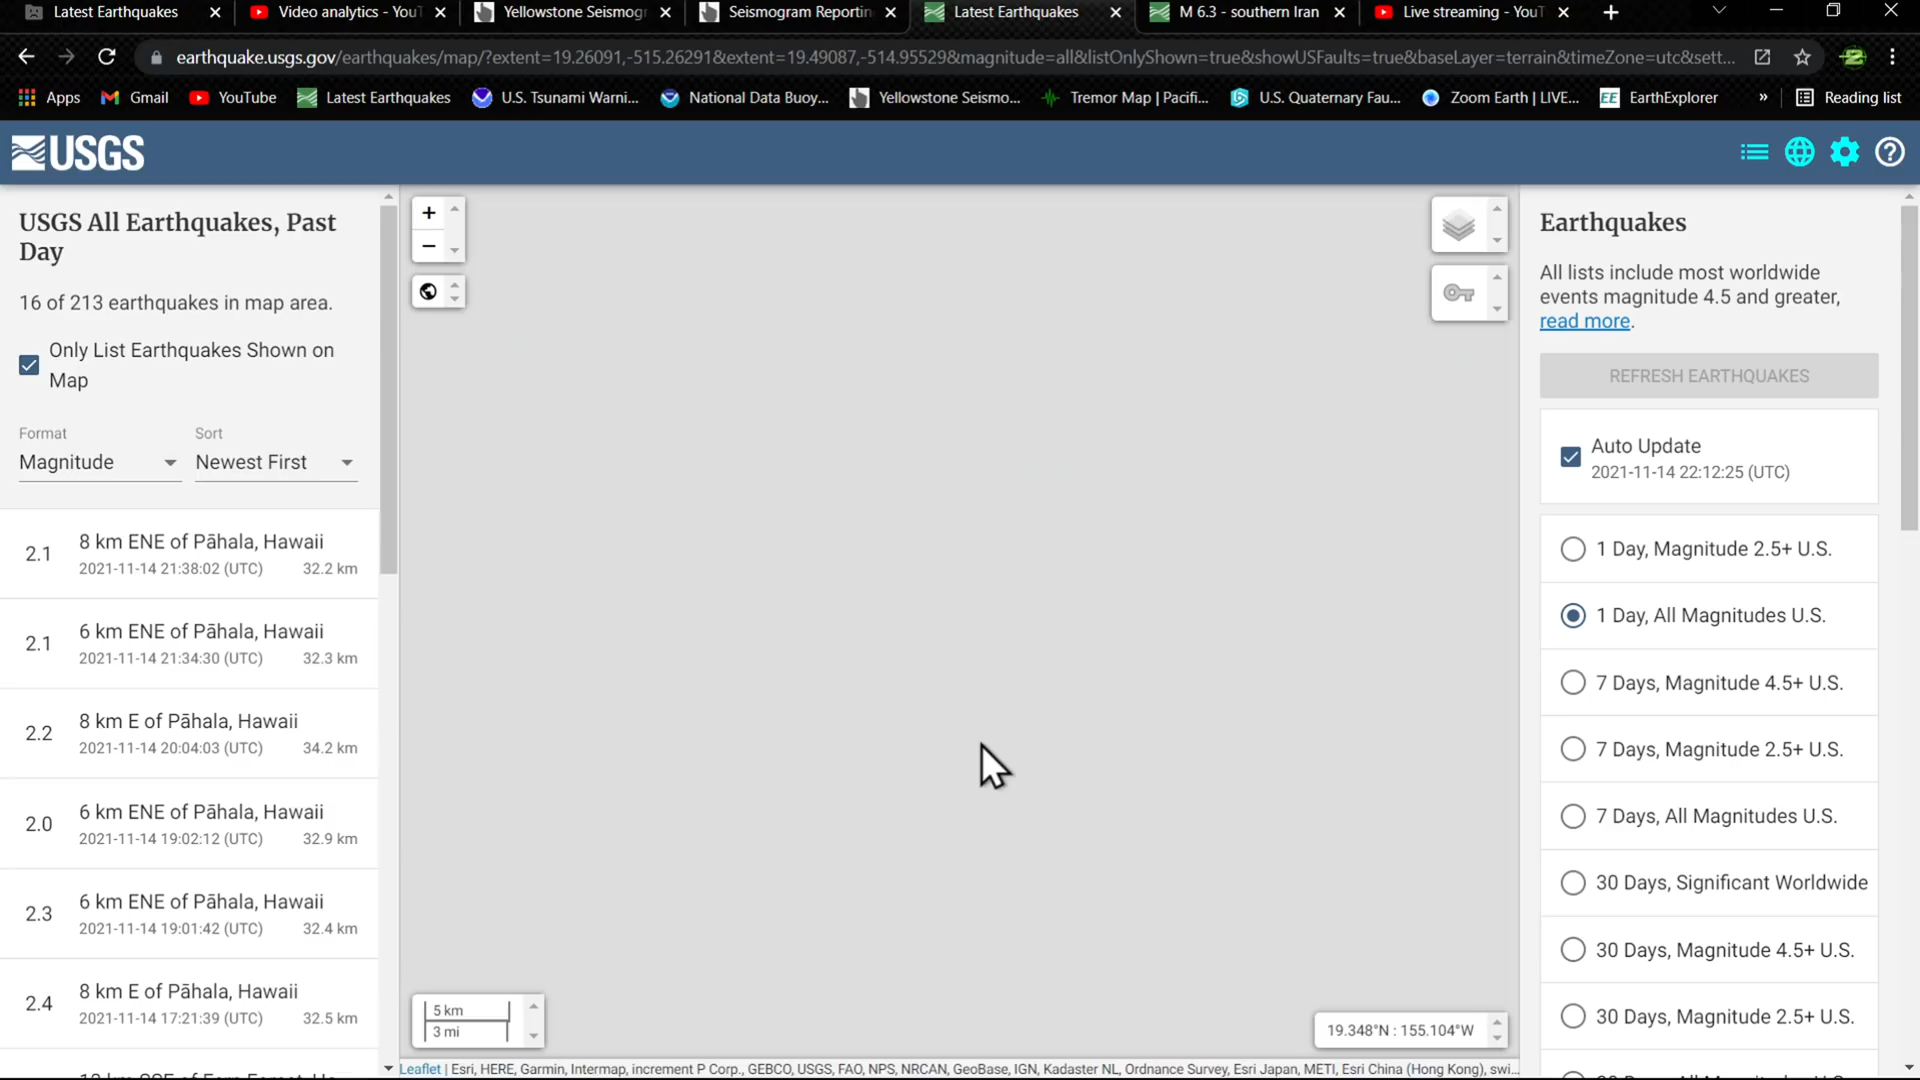 Latest Earthquakes
Video analytics - YouT
Yellowstone Seismog
Seismogram Reportin
Latest Earthquakes
M 6.3 - southern Iran
Live streaming - YouT
earthquake.usgs.gov/earthquakes/map/?extent=19.26091,-515.26291&extent=19.49087,-514.95529&magnitude=all&listOnlyShown=true&showUSFaults=true&baseLayer=terrain&timeZone=utc&sett...
Apps
Gmail
YouTube
Latest Earthquakes
U.S. Tsunami Warni...
National Data Buoy...
Yellowstone Seismo...
Tremor Map | Pacifi...
U.S. Quaternary Fau...
Zoom Earth | LIVE...
EE EarthExplorer
»
Reading list
USGS
USGS All Earthquakes, Past
Day
16 of 213 earthquakes in map area.
Only List Earthquakes Shown on
Map
Format
Sort
Magnitude
Newest First
2.1
8 km ENE of Pāhala, Hawaii
2021-11-14 21:38:02 (UTC) 32.2 km
2.1
6 km ENE of Pāhala, Hawaii
2021-11-14 21:34:30 (UTC) 32.3 km
2.2
8 km E of Pāhala, Hawaii
2021-11-14 20:04:03 (UTC) 34.2 km
2.0
6 km ENE of Pāhala, Hawaii
2021-11-14 19:02:12 (UTC) 32.9 km
2.3
6 km ENE of Pāhala, Hawaii
2021-11-14 19:01:42 (UTC) 32.4 km
2.4
8 km E of Pāhala, Hawaii
2021-11-14 17:21:39 (UTC) 32.5 km
+
−
5 km
3 mi
19.348°N : 155.104°W
Leaflet | Esri, HERE, Garmin, Intermap, increment P Corp., GEBCO, USGS, FAO, NPS, NRCAN, GeoBase, IGN, Kadaster NL, Ordnance Survey, Esri Japan, METI, Esri China (Hong Kong), swi...
Earthquakes
All lists include most worldwide
events magnitude 4.5 and greater,
read more.
REFRESH EARTHQUAKES
Auto Update
2021-11-14 22:12:25 (UTC)
1 Day, Magnitude 2.5+ U.S.
1 Day, All Magnitudes U.S.
7 Days, Magnitude 4.5+ U.S.
7 Days, Magnitude 2.5+ U.S.
7 Days, All Magnitudes U.S.
30 Days, Significant Worldwide
30 Days, Magnitude 4.5+ U.S.
30 Days, Magnitude 2.5+ U.S.